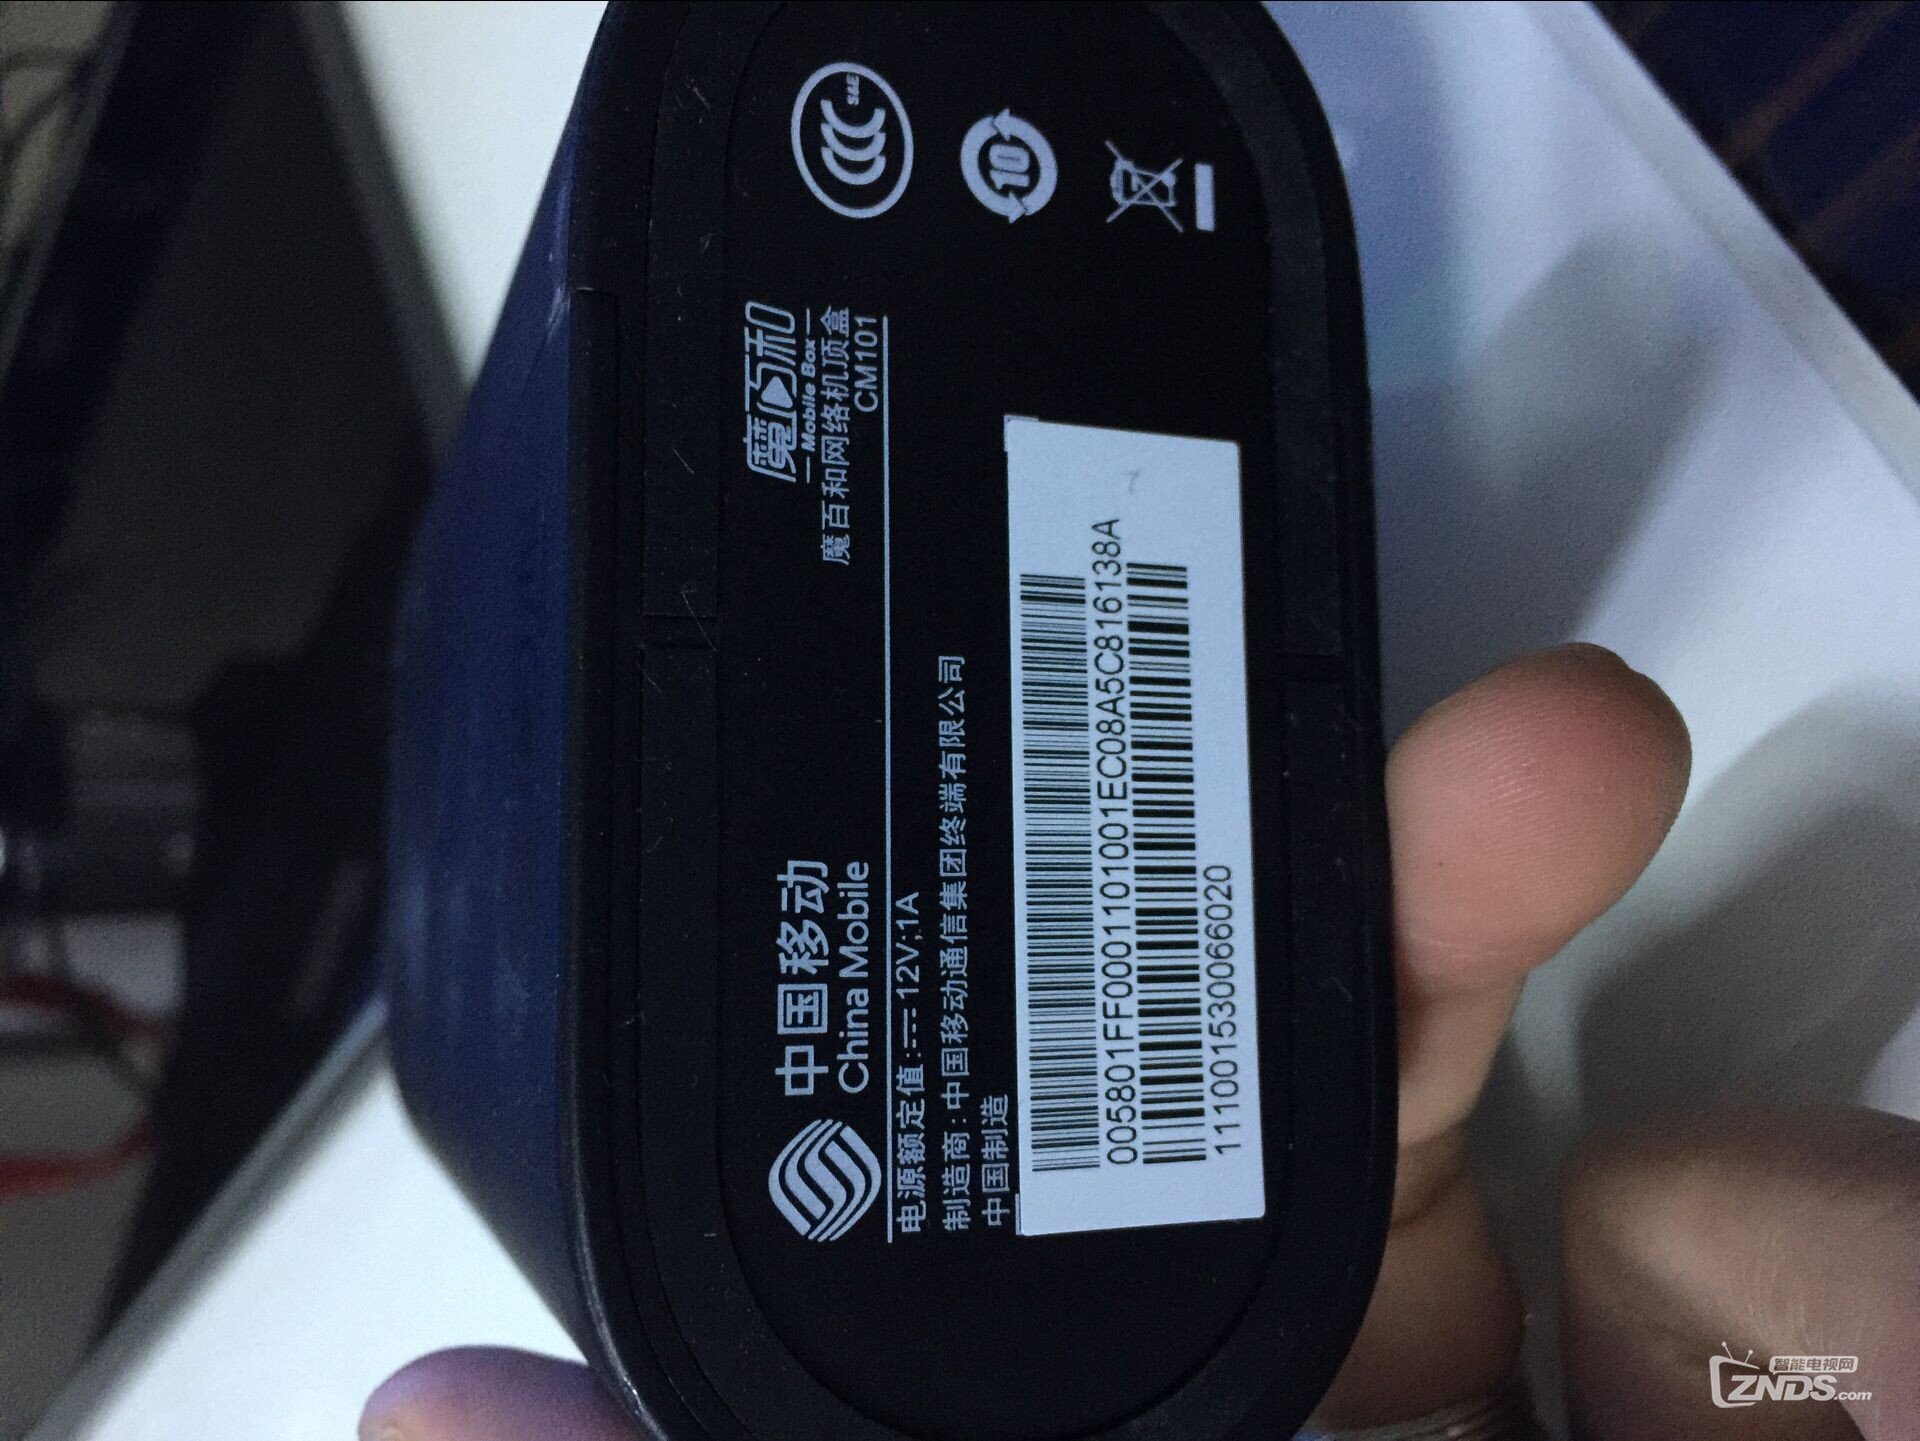 中国移动
China Mobile
魔百和
Mobile Box
魔百和网络机顶盒
CM101
电源额定值:⎓12V;1A
制造商:中国移动通信集团终端有限公司
中国制造
005801FF0001101001EC08A5C816138A
111001530066020
CCC
S&E
10
智能电视网
ZNDS.com